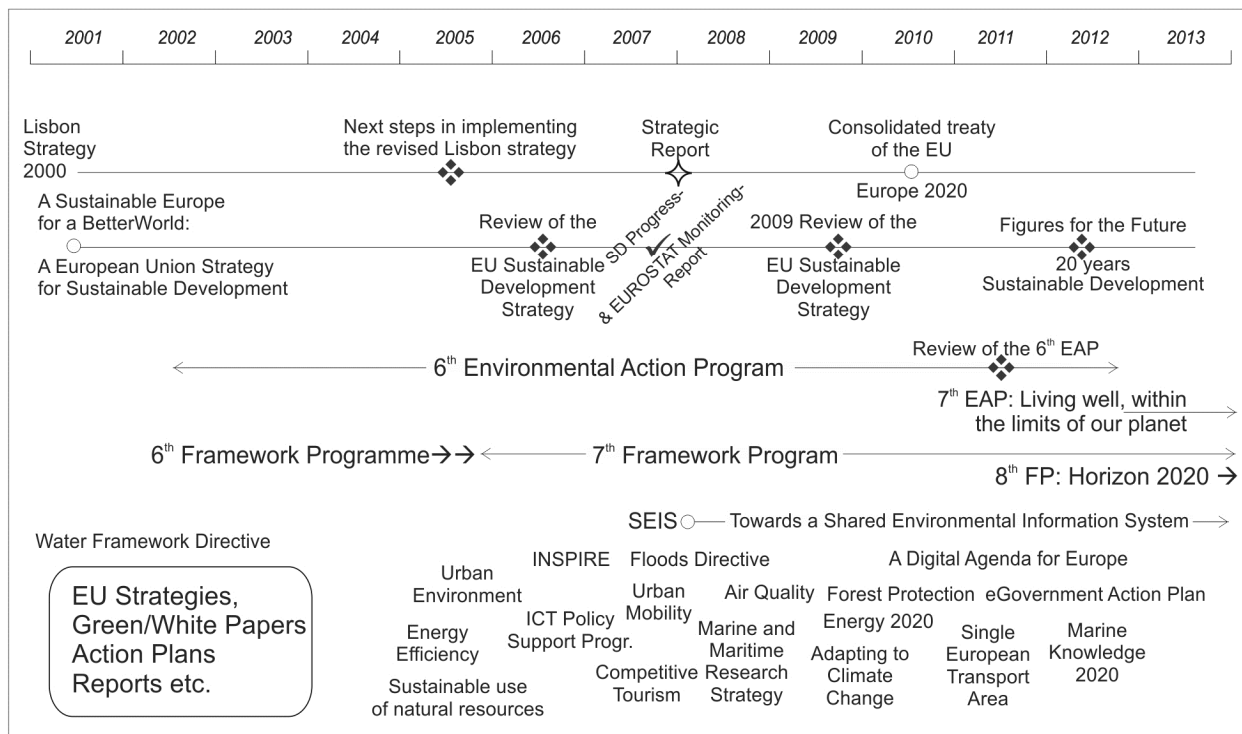 2001 2002 2003 2004 2005 2006 2007 2008 2009 2010 2011 2012 2013
Lisbon
Strategy
2000
Next steps in implementing
the revised Lisbon strategy
Strategic
Report
Consolidated treaty
of the EU
Europe 2020
A Sustainable Europe
for a BetterWorld:
A European Union Strategy
for Sustainable Development
Review of the
EU Sustainable
Development
Strategy
SD Progress-
& EUROSTAT Monitoring-
Report
2009 Review of the
EU Sustainable
Development
Strategy
Figures for the Future
20 years
Sustainable Development
6th Environmental Action Program
Review of the 6th EAP
7th EAP: Living well, within
the limits of our planet
6th Framework Programme
7th Framework Program
8th FP: Horizon 2020
SEIS
Towards a Shared Environmental Information System
Water Framework Directive
EU Strategies,
Green/White Papers
Action Plans
Reports etc.
Urban
Environment
Energy
Efficiency
Sustainable use
of natural resources
INSPIRE
ICT Policy
Support Progr.
Floods Directive
Urban
Mobility
Competitive
Tourism
Air Quality
Marine and
Maritime
Research
Strategy
A Digital Agenda for Europe
Forest Protection
eGovernment Action Plan
Energy 2020
Adapting to
Climate
Change
Single
European
Transport
Area
Marine
Knowledge
2020